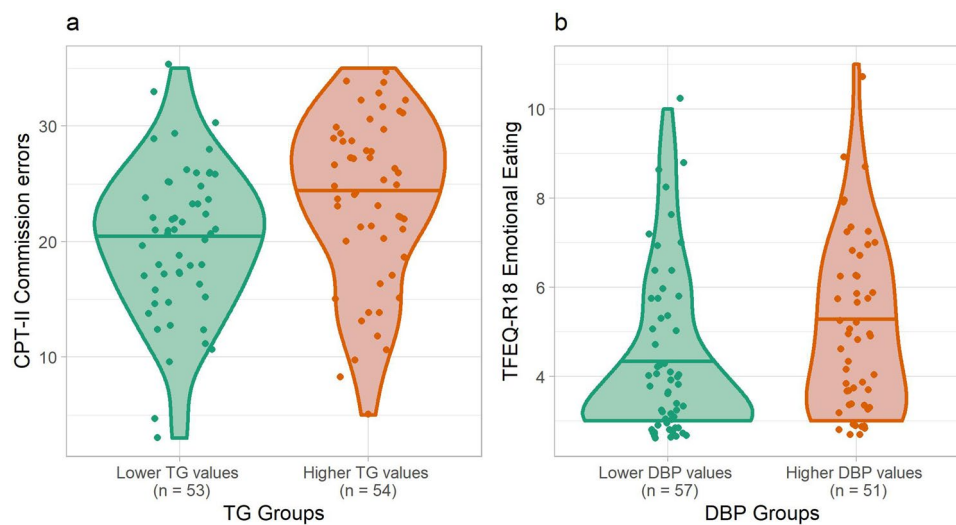 a
CPT-II Commission errors
30
20
10
Lower TG values
(n = 53)
Higher TG values
(n = 54)
TG Groups
b
TFEQ-R18 Emotional Eating
10
8
6
4
Lower DBP values
(n = 57)
Higher DBP values
(n = 51)
DBP Groups